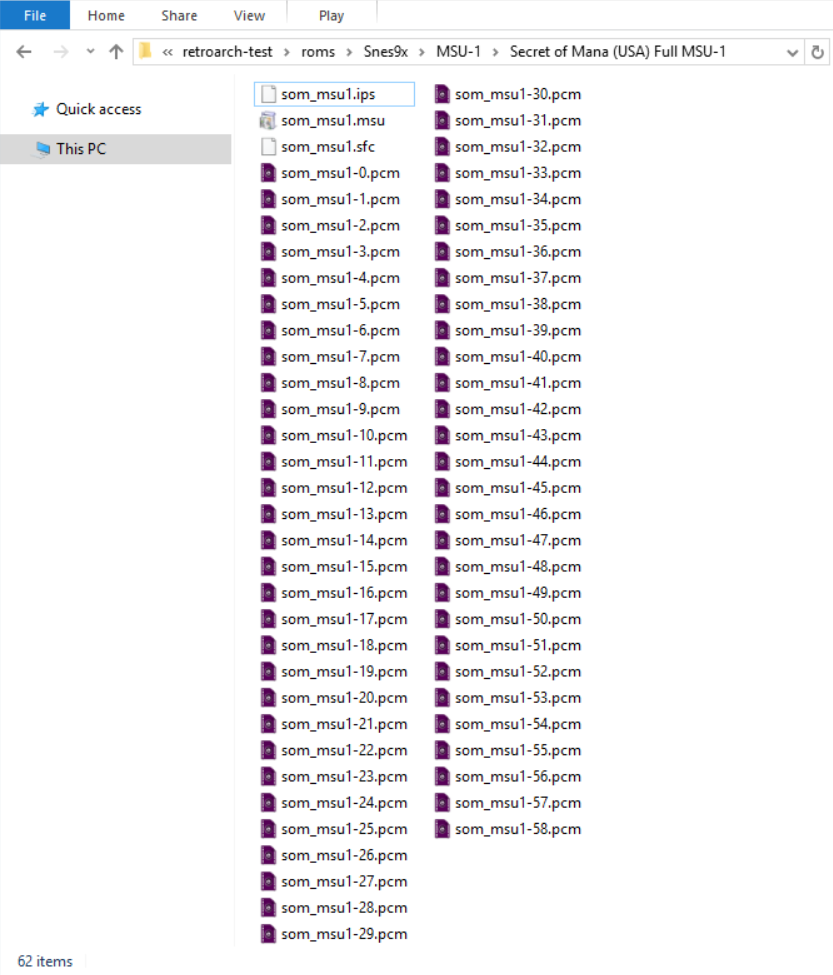 File Home Share View Play
« retroarch-test > roms > Snes9x > MSU-1 > Secret of Mana (USA) Full MSU-1
Quick access
This PC
som_msu1.ips
som_msu1.msu
som_msu1.sfc
som_msu1-0.pcm
som_msu1-1.pcm
som_msu1-2.pcm
som_msu1-3.pcm
som_msu1-4.pcm
som_msu1-5.pcm
som_msu1-6.pcm
som_msu1-7.pcm
som_msu1-8.pcm
som_msu1-9.pcm
som_msu1-10.pcm
som_msu1-11.pcm
som_msu1-12.pcm
som_msu1-13.pcm
som_msu1-14.pcm
som_msu1-15.pcm
som_msu1-16.pcm
som_msu1-17.pcm
som_msu1-18.pcm
som_msu1-19.pcm
som_msu1-20.pcm
som_msu1-21.pcm
som_msu1-22.pcm
som_msu1-23.pcm
som_msu1-24.pcm
som_msu1-25.pcm
som_msu1-26.pcm
som_msu1-27.pcm
som_msu1-28.pcm
som_msu1-29.pcm
som_msu1-30.pcm
som_msu1-31.pcm
som_msu1-32.pcm
som_msu1-33.pcm
som_msu1-34.pcm
som_msu1-35.pcm
som_msu1-36.pcm
som_msu1-37.pcm
som_msu1-38.pcm
som_msu1-39.pcm
som_msu1-40.pcm
som_msu1-41.pcm
som_msu1-42.pcm
som_msu1-43.pcm
som_msu1-44.pcm
som_msu1-45.pcm
som_msu1-46.pcm
som_msu1-47.pcm
som_msu1-48.pcm
som_msu1-49.pcm
som_msu1-50.pcm
som_msu1-51.pcm
som_msu1-52.pcm
som_msu1-53.pcm
som_msu1-54.pcm
som_msu1-55.pcm
som_msu1-56.pcm
som_msu1-57.pcm
som_msu1-58.pcm
62 items